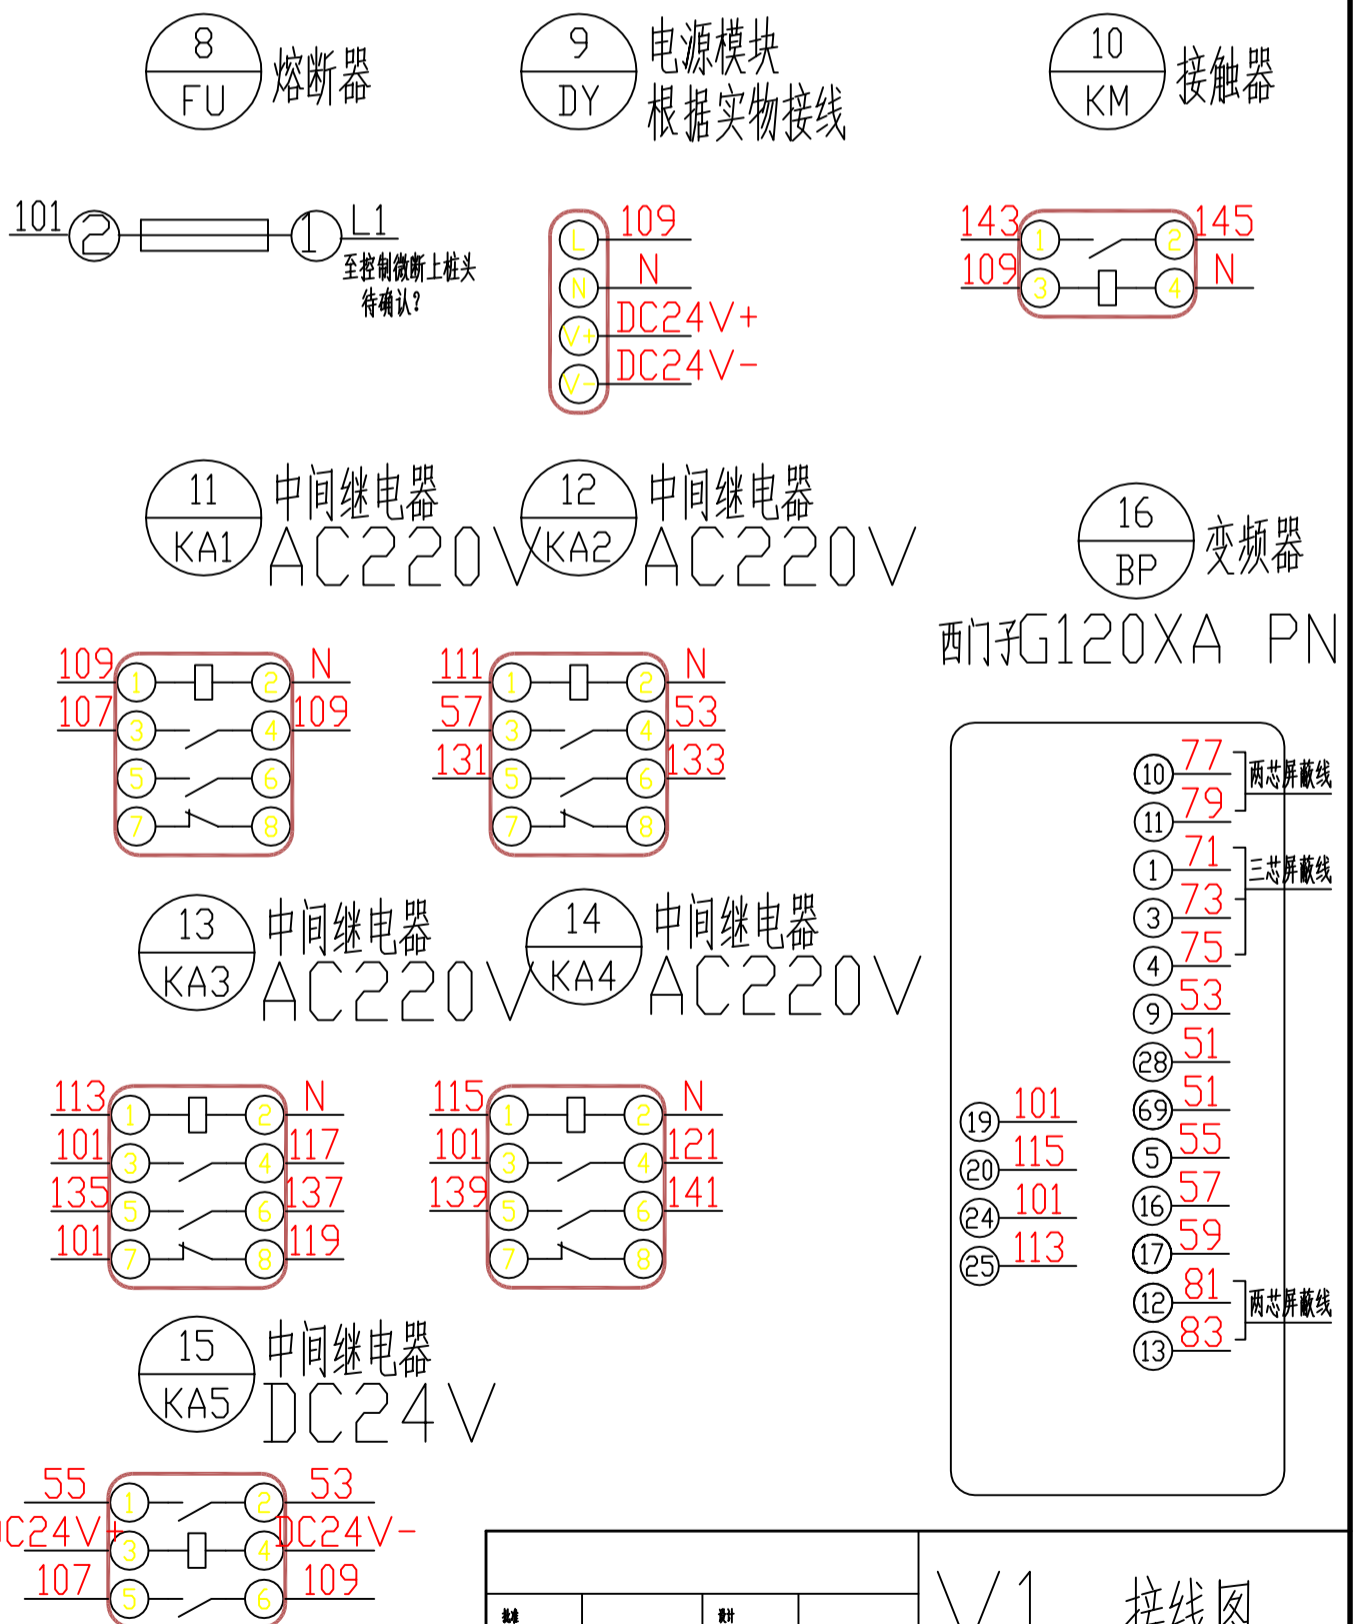 8
FU
熔断器
9
DY
电源模块
根据实物接线
10
KM
接触器
101
2
1
L1
至控制微断上桩头
待确认?
L 109
N N
V+ DC24V+
V- DC24V-
143 1 2 145
109 3 4 N
11
KA1
中间继电器
AC220V
12
KA2
中间继电器
AC220V
16
BP
变频器
西门子G120XA PN
109 1 2 N
107 3 4 109
5 6
7 8
111 1 2 N
57 3 4 53
131 5 6 133
7 8
10 77
11 79
两芯屏蔽线
1 71
3 73
4 75
三芯屏蔽线
9 53
28 51
69 51
5 55
16 57
17 59
12 81
13 83
两芯屏蔽线
19 101
20 115
24 101
25 113
13
KA3
中间继电器
AC220V
14
KA4
中间继电器
AC220V
113 1 2 N
101 3 4 117
135 5 6 137
101 7 8 119
115 1 2 N
101 3 4 121
139 5 6 141
7 8
15
KA5
中间继电器
DC24V
55 1 2 53
DC24V+ 3 4 DC24V-
107 5 6 109
批准
设计
V1
接线图